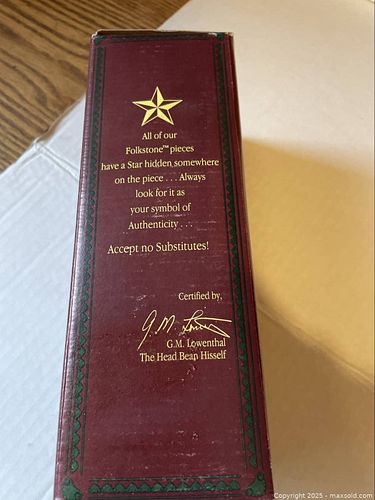 All of our
Folkstone™ pieces
have a Star hidden somewhere
on the piece . . . Always
look for it as
your symbol of
Authenticity . . .
Accept no Substitutes!
Certified by,
G.M. Lowenthal
G.M. Lowenthal
The Head Bean Hisself
Copyright © 2025 - maxsold.com